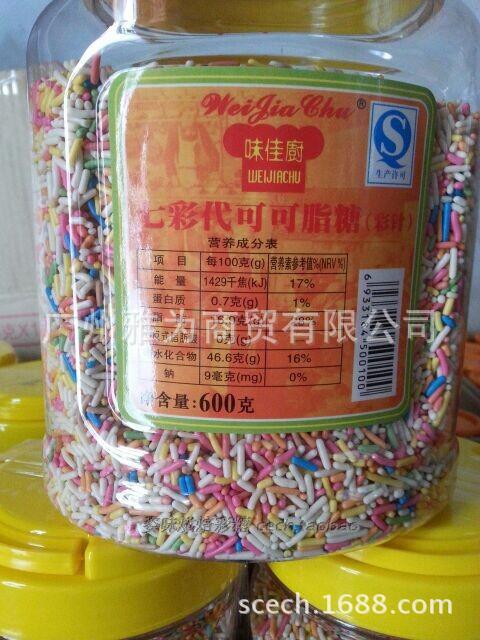 WeiJiaChu®
味佳厨
WEIJIACHU
生产许可
七彩代可可脂糖(彩针)
营养成分表
项目 每100克(g) 营养素参考值%(NRV%)
能量 1429千焦(kJ) 17%
蛋白质 0.7克(g) 1%
广州雅为商贸有限公司
0克(g)
水化合物 46.6克(g) 16%
钠 9毫克(mg) 0%
净含量:600克
cech.taobao
scech.1688.com